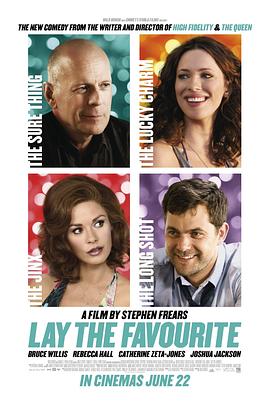 THE NEW COMEDY FROM THE WRITER AND DIRECTOR OF HIGH FIDELITY & THE QUEEN
THE SURE THING
THE LUCKY CHARM
THE JINX
THE LONG SHOT
A FILM BY STEPHEN FREARS
LAY THE FAVOURITE
BRUCE WILLIS REBECCA HALL CATHERINE ZETA-JONES JOSHUA JACKSON
IN CINEMAS JUNE 22